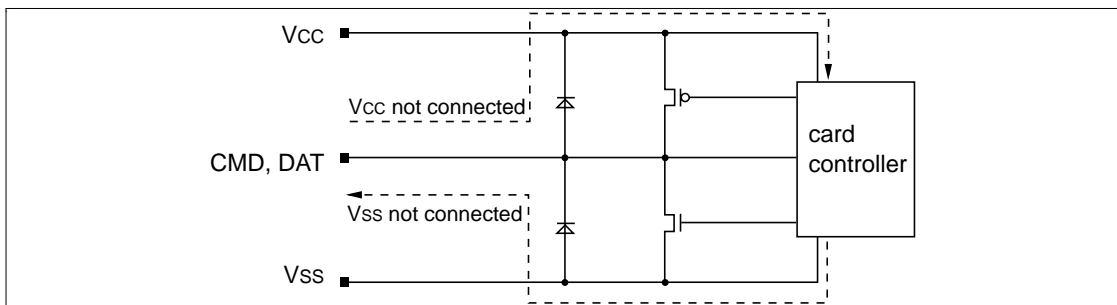 VCC
VCC not connected
card
controller
CMD, DAT
VSS not connected
VSS